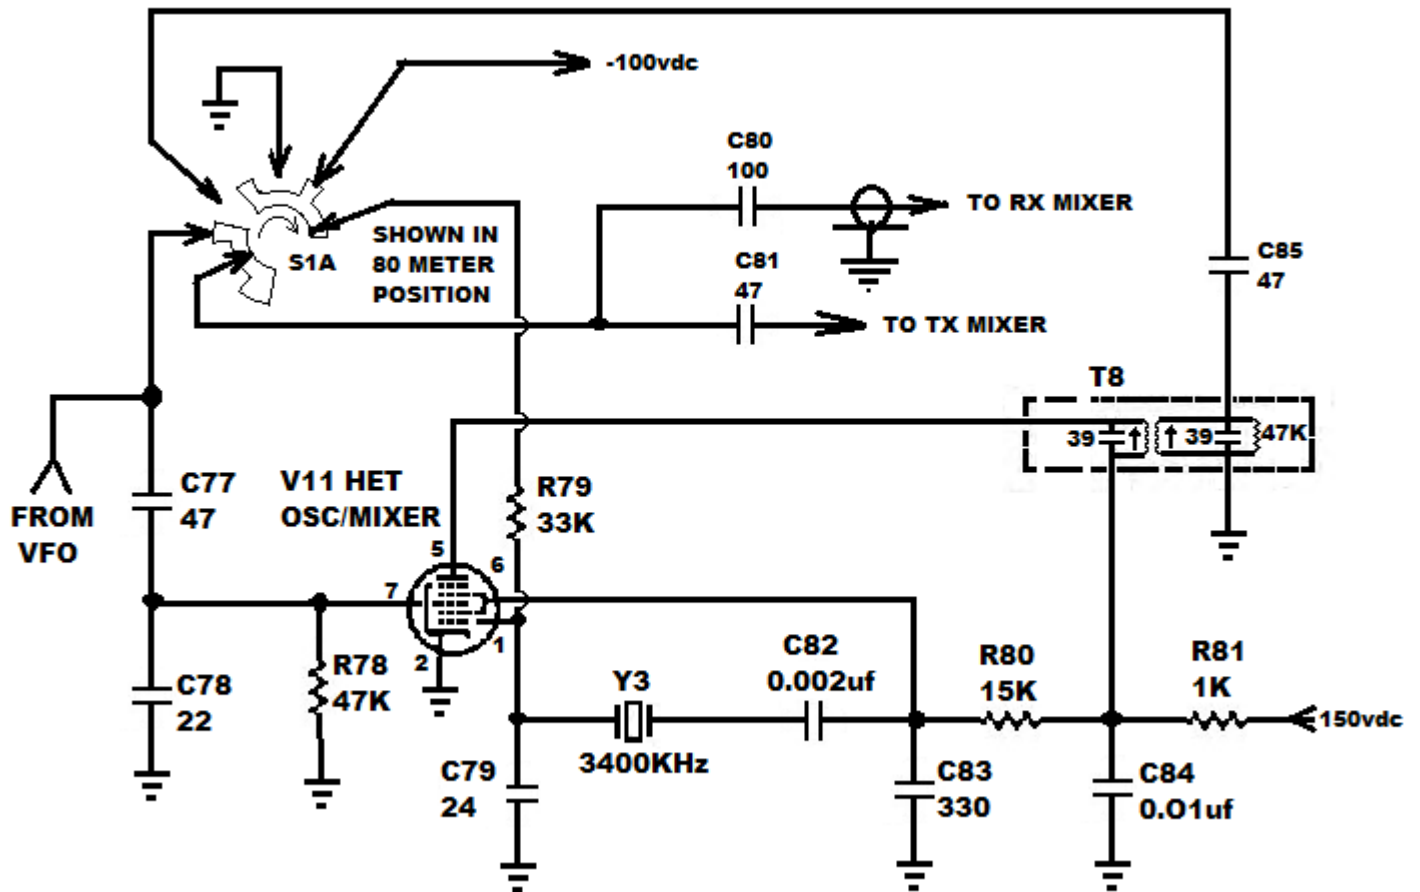 -100vdc
C80
100
TO RX MIXER
SHOWN IN
80 METER
POSITION
S1A
C81
47
TO TX MIXER
C85
47
T8
39
39
47K
C77
47
V11 HET
OSC/MIXER
R79
33K
FROM
VFO
5
6
7
1
2
C78
22
R78
47K
Y3
3400KHz
C82
0.002uf
R80
15K
R81
1K
150vdc
C79
24
C83
330
C84
0.O1uf